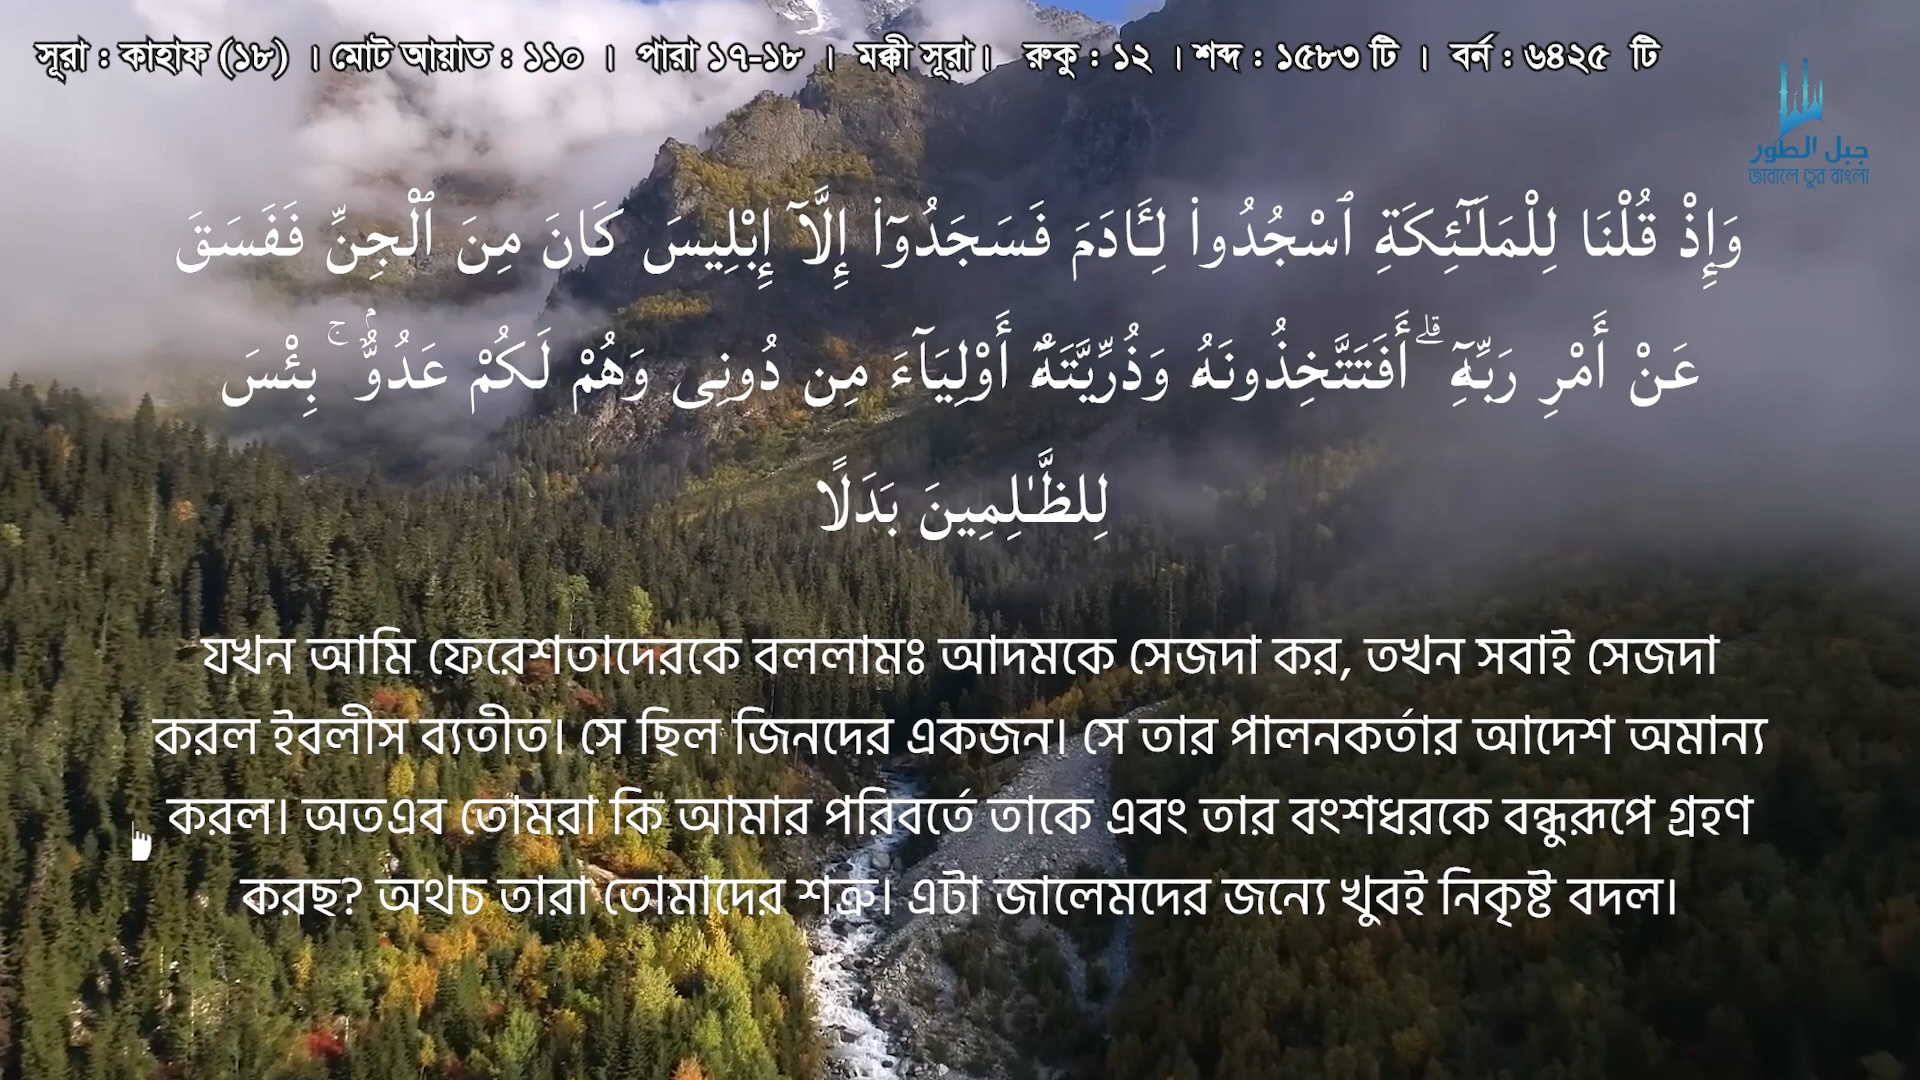 সূরা : কাহাফ (১৮) । মোট আয়াত : ১১০ । পারা ১৭-১৮ । মক্কী সূরা। রুকু : ১২ । শব্দ : ১৫৮৩ টি । বর্ন : ৬৪২৫ টি
جبل الطور
জাবালে তুর বাংলা
وَإِذْ قُلْنَا لِلْمَلَـٰٓئِكَةِ ٱسْجُدُوا۟ لِـَٔادَمَ فَسَجَدُوٓا۟ إِلَّآ إِبْلِيسَ كَانَ مِنَ ٱلْجِنِّ فَفَسَقَ
عَنْ أَمْرِ رَبِّهِۦٓ ۗ أَفَتَتَّخِذُونَهُۥ وَذُرِّيَّتَهُۥٓ أَوْلِيَآءَ مِن دُونِى وَهُمْ لَكُمْ عَدُوٌّۢ ۚ بِئْسَ
لِلظَّـٰلِمِينَ بَدَلًا
যখন আমি ফেরেশতাদেরকে বললামঃ আদমকে সেজদা কর, তখন সবাই সেজদা
করল ইবলীস ব্যতীত। সে ছিল জিনদের একজন। সে তার পালনকর্তার আদেশ অমান্য
করল। অতএব তোমরা কি আমার পরিবর্তে তাকে এবং তার বংশধরকে বন্ধুরূপে গ্রহণ
করছ? অথচ তারা তোমাদের শত্রু। এটা জালেমদের জন্যে খুবই নিকৃষ্ট বদল।